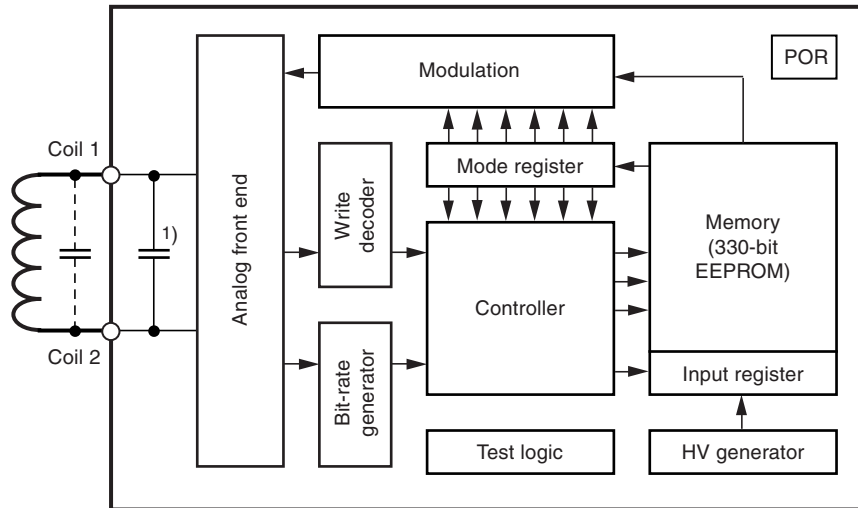 Modulation
POR
Coil 1
Mode register
1)
Analog front end
Write
decoder
Memory
(330-bit
EEPROM)
Controller
Coil 2
Bit-rate
generator
Input register
Test logic
HV generator